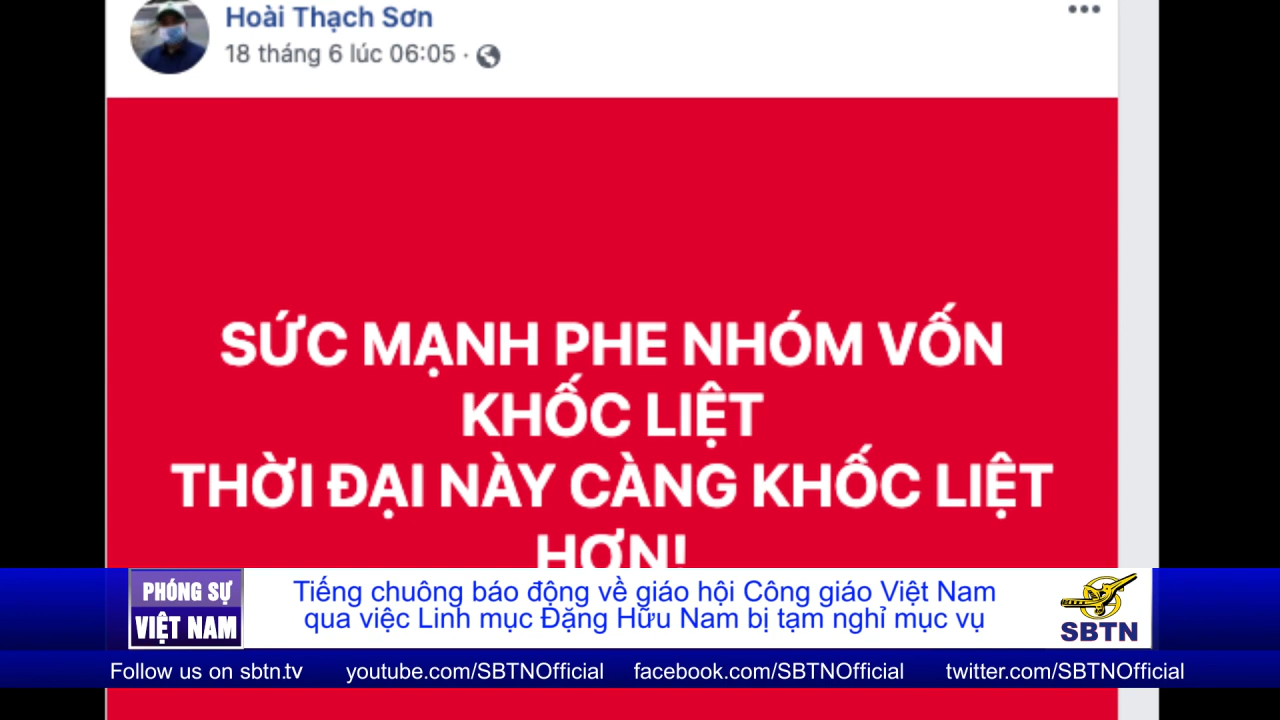 Hoài Thạch Sơn
18 tháng 6 lúc 06:05 ·
SỨC MẠNH PHE NHÓM VỐN
KHỐC LIỆT
THỜI ĐẠI NÀY CÀNG KHỐC LIỆT
HƠN!
PHÓNG SỰ
VIỆT NAM
Tiếng chuông báo động về giáo hội Công giáo Việt Nam
qua việc Linh mục Đặng Hữu Nam bị tạm nghỉ mục vụ
SBTN
Follow us on sbtn.tv youtube.com/SBTNOfficial facebook.com/SBTNOfficial twitter.com/SBTNOfficial